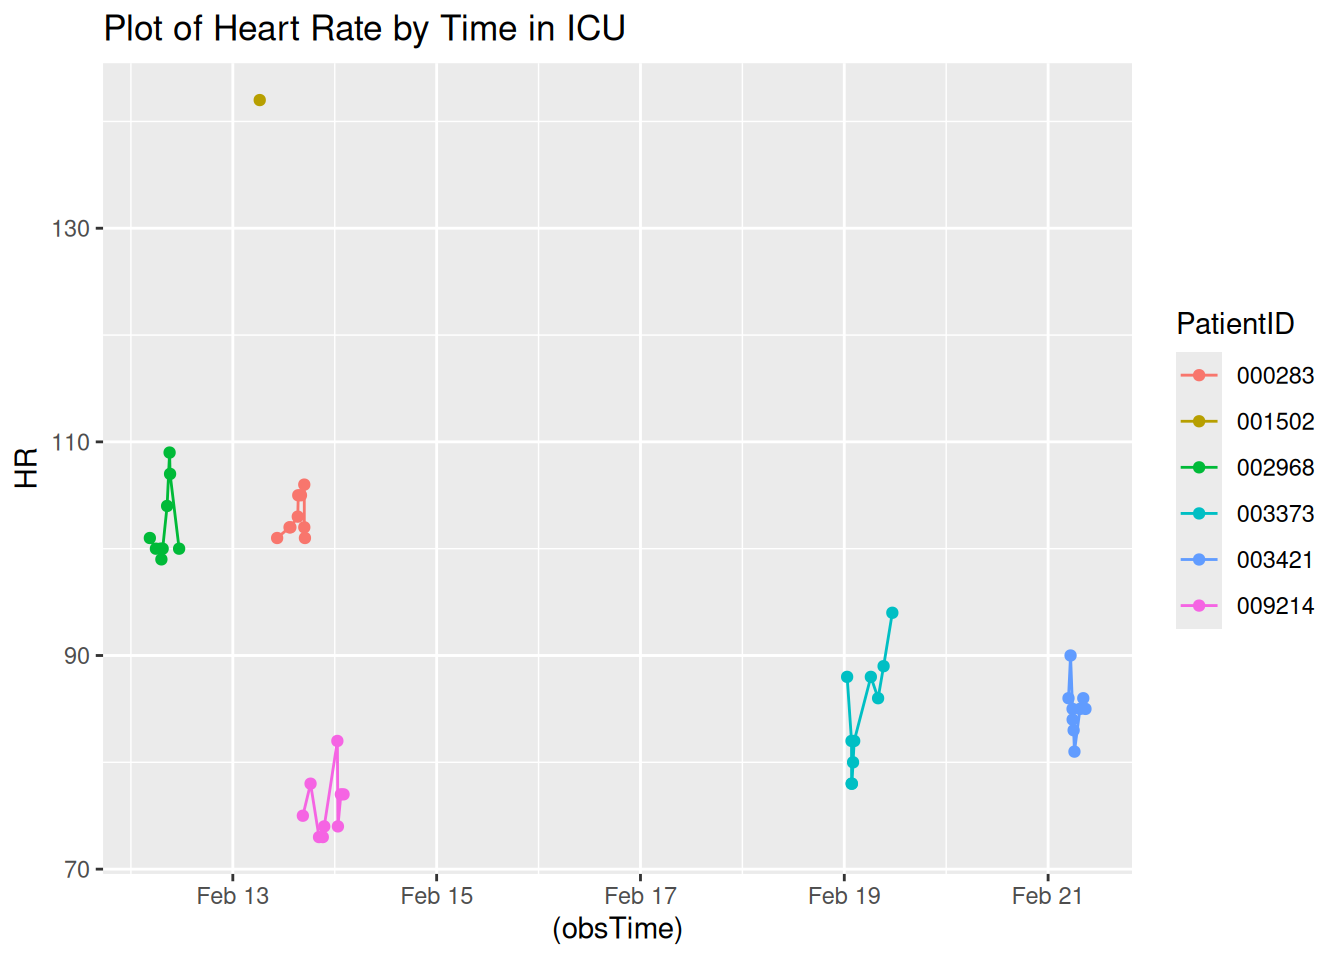 Plot of Heart Rate by Time in ICU
HR
130
110
90
70
Feb 13
Feb 15
Feb 17
Feb 19
Feb 21
(obsTime)
PatientID
000283
001502
002968
003373
003421
009214